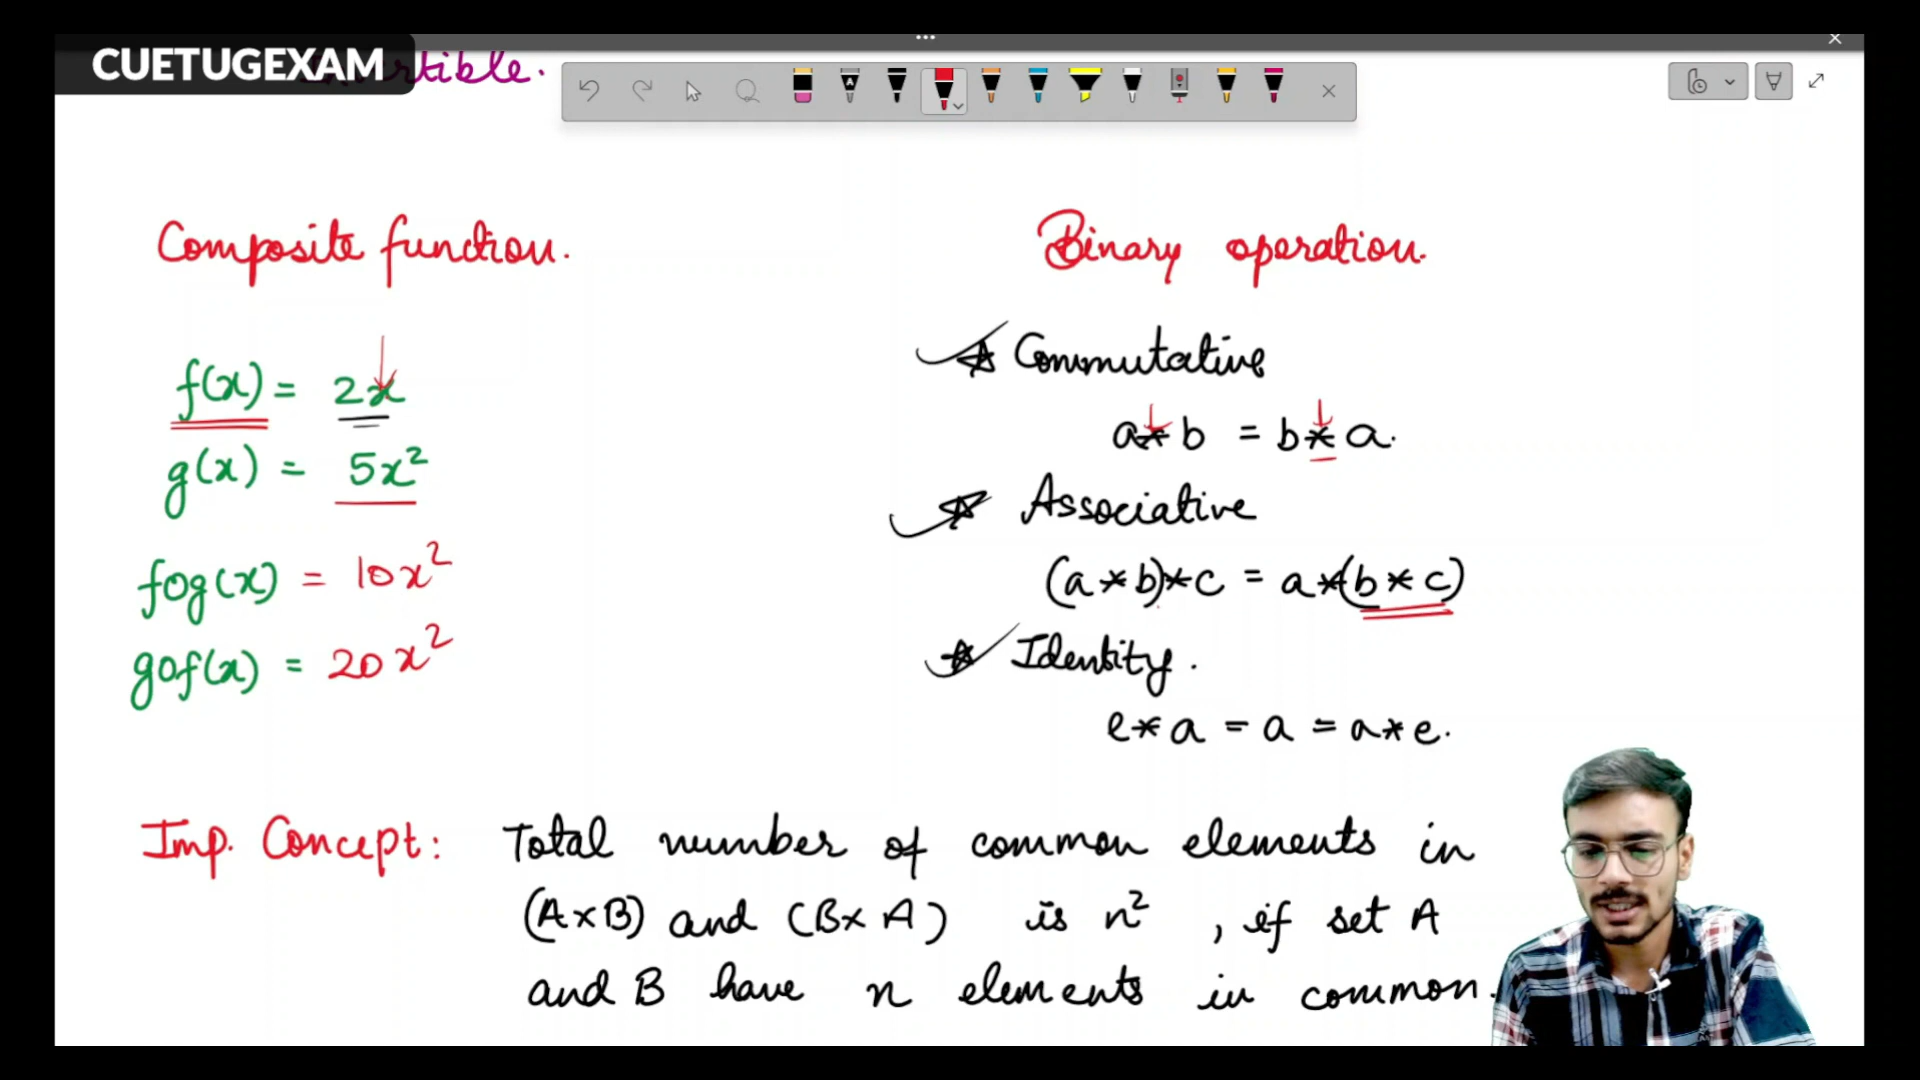 CUETUGEXAM
Composite function.
f(x) = 2x
g(x) = 5x²
fog(x) = 10x²
gof(x) = 20x²
Binary operation.
☆ Commutative
a * b = b * a.
☆ Associative
(a * b) * c = a * (b * c)
☆ Identity.
e * a = a = a * e.
Imp. Concept: Total number of common elements in
(A×B) and (B×A) is n², if set A
and B have n elements in common.